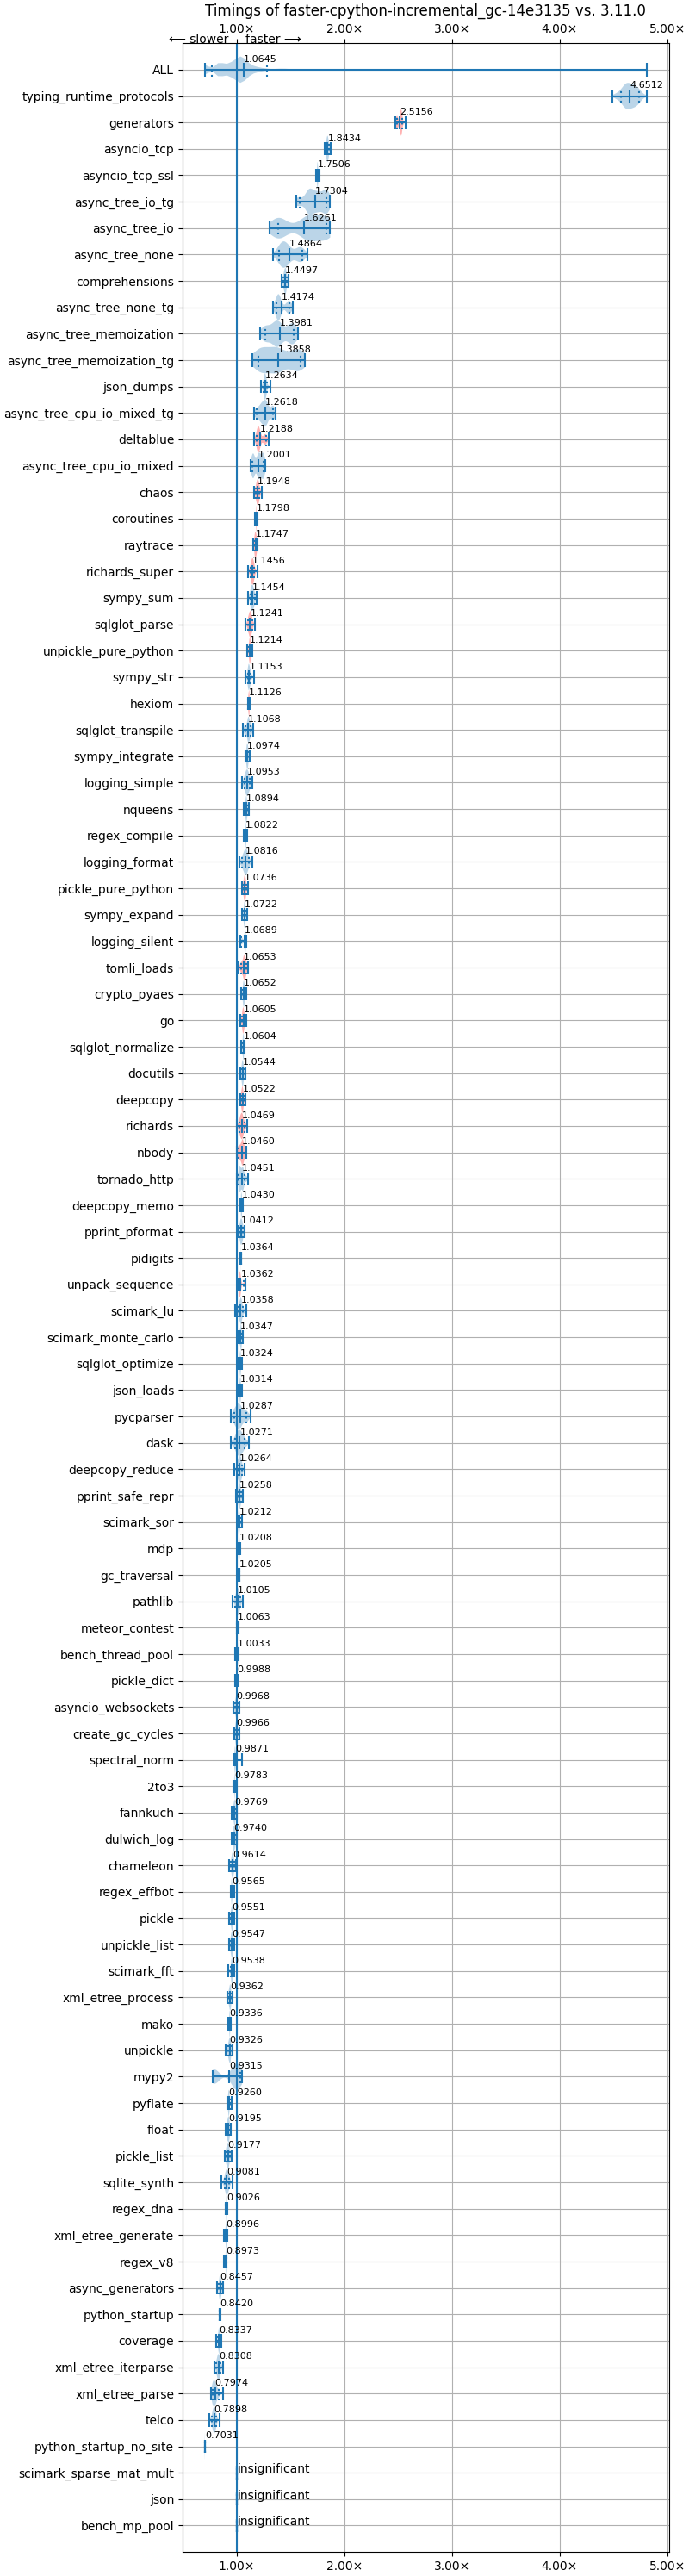 Timings of faster-cpython-incremental_gc-14e3135 vs. 3.11.0
⟵ slower    faster ⟶
1.00× 2.00× 3.00× 4.00× 5.00×
ALL 1.0645
typing_runtime_protocols 4.6512
generators 2.5156
asyncio_tcp 1.8434
asyncio_tcp_ssl 1.7506
async_tree_io_tg 1.7304
async_tree_io 1.6261
async_tree_none 1.4864
comprehensions 1.4497
async_tree_none_tg 1.4174
async_tree_memoization 1.3981
async_tree_memoization_tg 1.3858
json_dumps 1.2634
async_tree_cpu_io_mixed_tg 1.2618
deltablue 1.2188
async_tree_cpu_io_mixed 1.2001
chaos 1.1948
coroutines 1.1798
raytrace 1.1747
richards_super 1.1456
sympy_sum 1.1454
sqlglot_parse 1.1241
unpickle_pure_python 1.1214
sympy_str 1.1153
hexiom 1.1126
sqlglot_transpile 1.1068
sympy_integrate 1.0974
logging_simple 1.0953
nqueens 1.0894
regex_compile 1.0822
logging_format 1.0816
pickle_pure_python 1.0736
sympy_expand 1.0722
logging_silent 1.0689
tomli_loads 1.0653
crypto_pyaes 1.0652
go 1.0605
sqlglot_normalize 1.0604
docutils 1.0544
deepcopy 1.0522
richards 1.0469
nbody 1.0460
tornado_http 1.0451
deepcopy_memo 1.0430
pprint_pformat 1.0412
pidigits 1.0364
unpack_sequence 1.0362
scimark_lu 1.0358
scimark_monte_carlo 1.0347
sqlglot_optimize 1.0324
json_loads 1.0314
pycparser 1.0287
dask 1.0271
deepcopy_reduce 1.0264
pprint_safe_repr 1.0258
scimark_sor 1.0212
mdp 1.0208
gc_traversal 1.0205
pathlib 1.0105
meteor_contest 1.0063
bench_thread_pool 1.0033
pickle_dict 0.9988
asyncio_websockets 0.9968
create_gc_cycles 0.9966
spectral_norm 0.9871
2to3 0.9783
fannkuch 0.9769
dulwich_log 0.9740
chameleon 0.9614
regex_effbot 0.9565
pickle 0.9551
unpickle_list 0.9547
scimark_fft 0.9538
xml_etree_process 0.9362
mako 0.9336
unpickle 0.9326
mypy2 0.9315
pyflate 0.9260
float 0.9195
pickle_list 0.9177
sqlite_synth 0.9081
regex_dna 0.9026
xml_etree_generate 0.8996
regex_v8 0.8973
async_generators 0.8457
python_startup 0.8420
coverage 0.8337
xml_etree_iterparse 0.8308
xml_etree_parse 0.7974
telco 0.7898
python_startup_no_site 0.7031
scimark_sparse_mat_mult insignificant
json insignificant
bench_mp_pool insignificant
1.00× 2.00× 3.00× 4.00× 5.00×